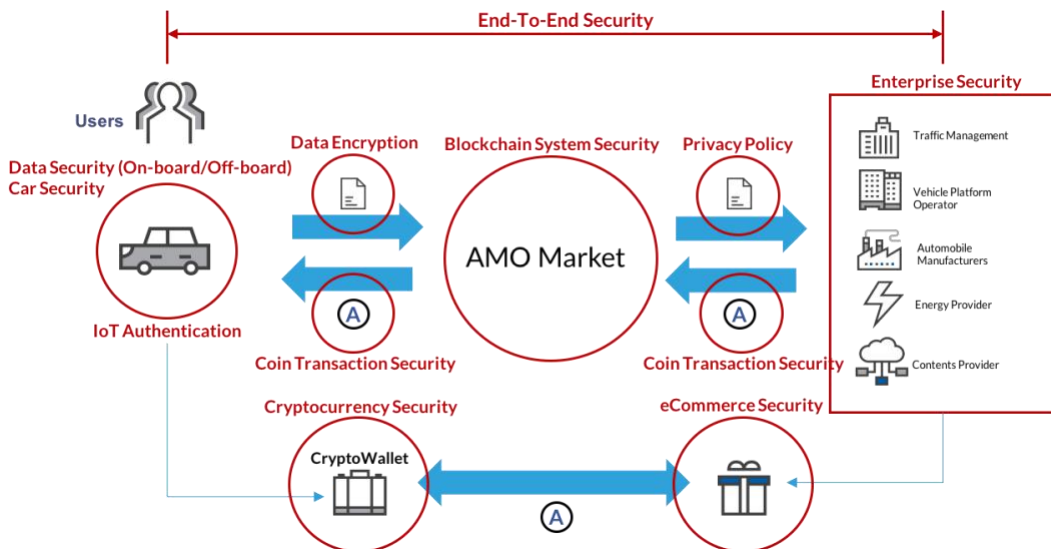 End-To-End Security
Enterprise Security
Users
Data Encryption
Blockchain System Security
Privacy Policy
Traffic Management
Data Security (On-board/Off-board)
Car Security
Vehicle Platform
Operator
AMO Market
Automobile
Manufacturers
A
A
Energy Provider
IoT Authentication
Coin Transaction Security
Coin Transaction Security
Contents Provider
Cryptocurrency Security
eCommerce Security
CryptoWallet
A